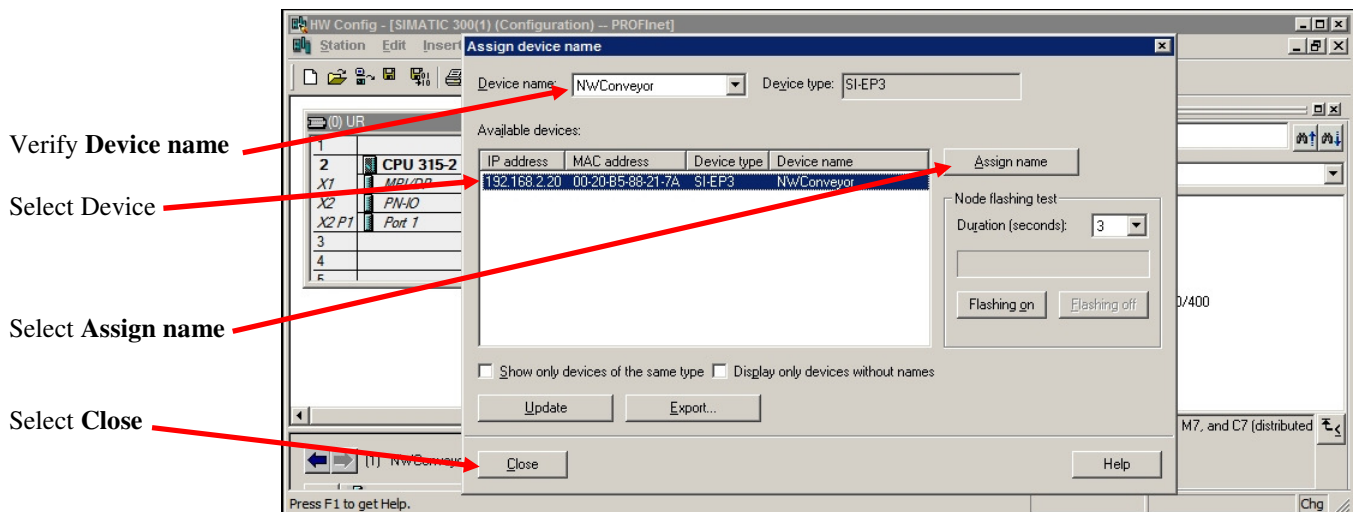 HW Config - [SIMATIC 300(1) (Configuration) -- PROFInet]
Station Edit Insert
Assign device name
Device name: NWConveyor Device type: SI-EP3
(0) UR
Verify Device name
1
Available devices:
2 CPU 315-2
IP address MAC address Device type Device name
Assign name
X1 MPI/DP
192.168.2.20 00-20-B5-88-21-7A SI-EP3 NWConveyor
Select Device
X2 PN-IO
Node flashing test
X2 P1 Port 1
Duration (seconds): 3
3
4
5
Flashing on Flashing off
0/400
Select Assign name
Show only devices of the same type Display only devices without names
Update Export...
Select Close
M7, and C7 (distributed
(1) NWConveyo
Close Help
Press F1 to get Help. Chg